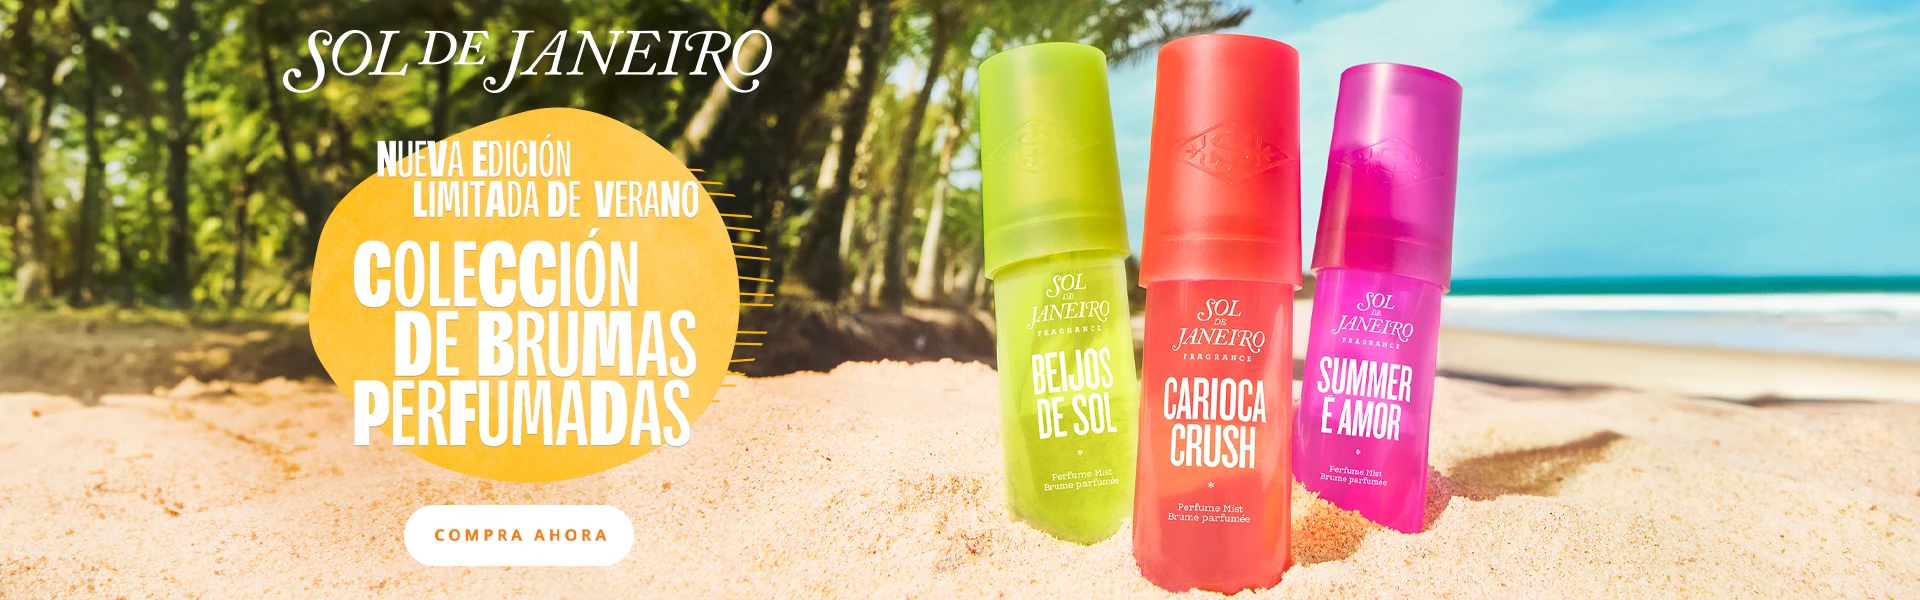 SOL DE JANEIRO
NUEVA EDICIÓN
LIMITADA DE VERANO
COLECCIÓN
DE BRUMAS
PERFUMADAS
COMPRA AHORA
SOL
DE
JANEIRO
FRAGRANCE
BEIJOS
DE SOL
*
Perfume Mist
Brume parfumée
SOL
DE
JANEIRO
FRAGRANCE
CARIOCA
CRUSH
*
Perfume Mist
Brume parfumée
SOL
DE
JANEIRO
FRAGRANCE
SUMMER
E AMOR
*
Perfume Mist
Brume parfumée